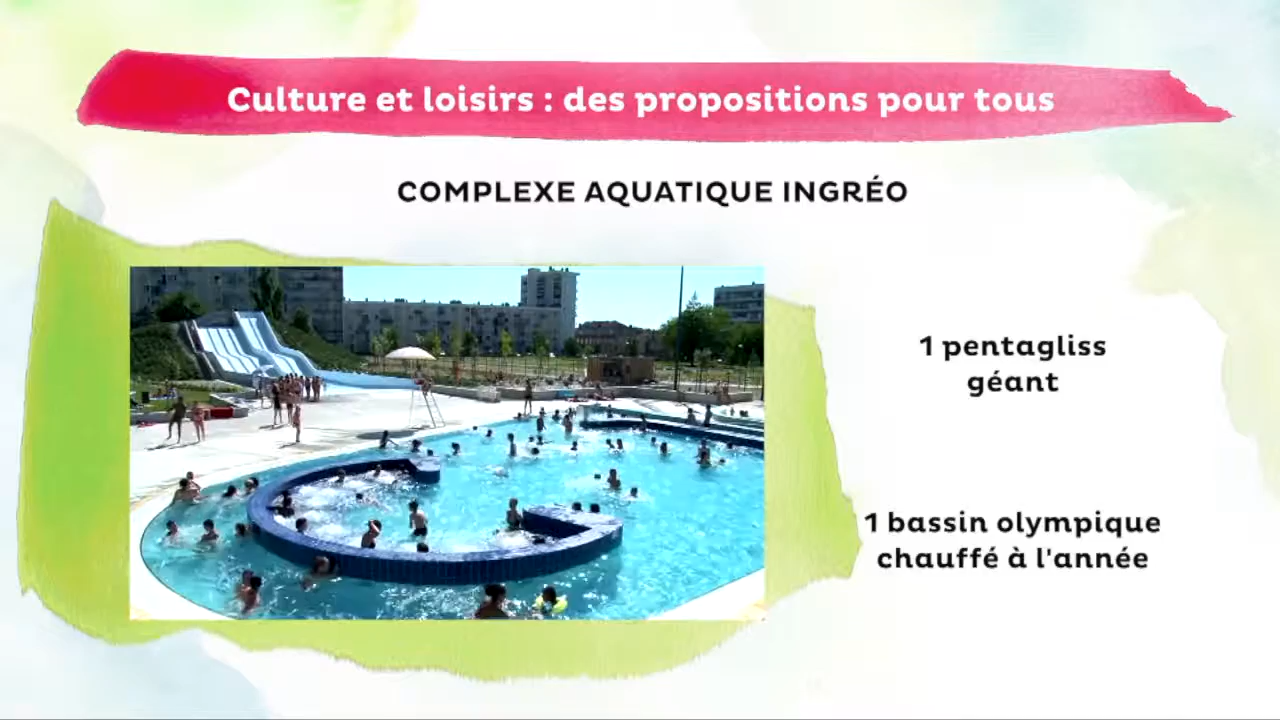 Culture et loisirs : des propositions pour tous
COMPLEXE AQUATIQUE INGRÉO
1 pentagliss
géant
1 bassin olympique
chauffé à l'année